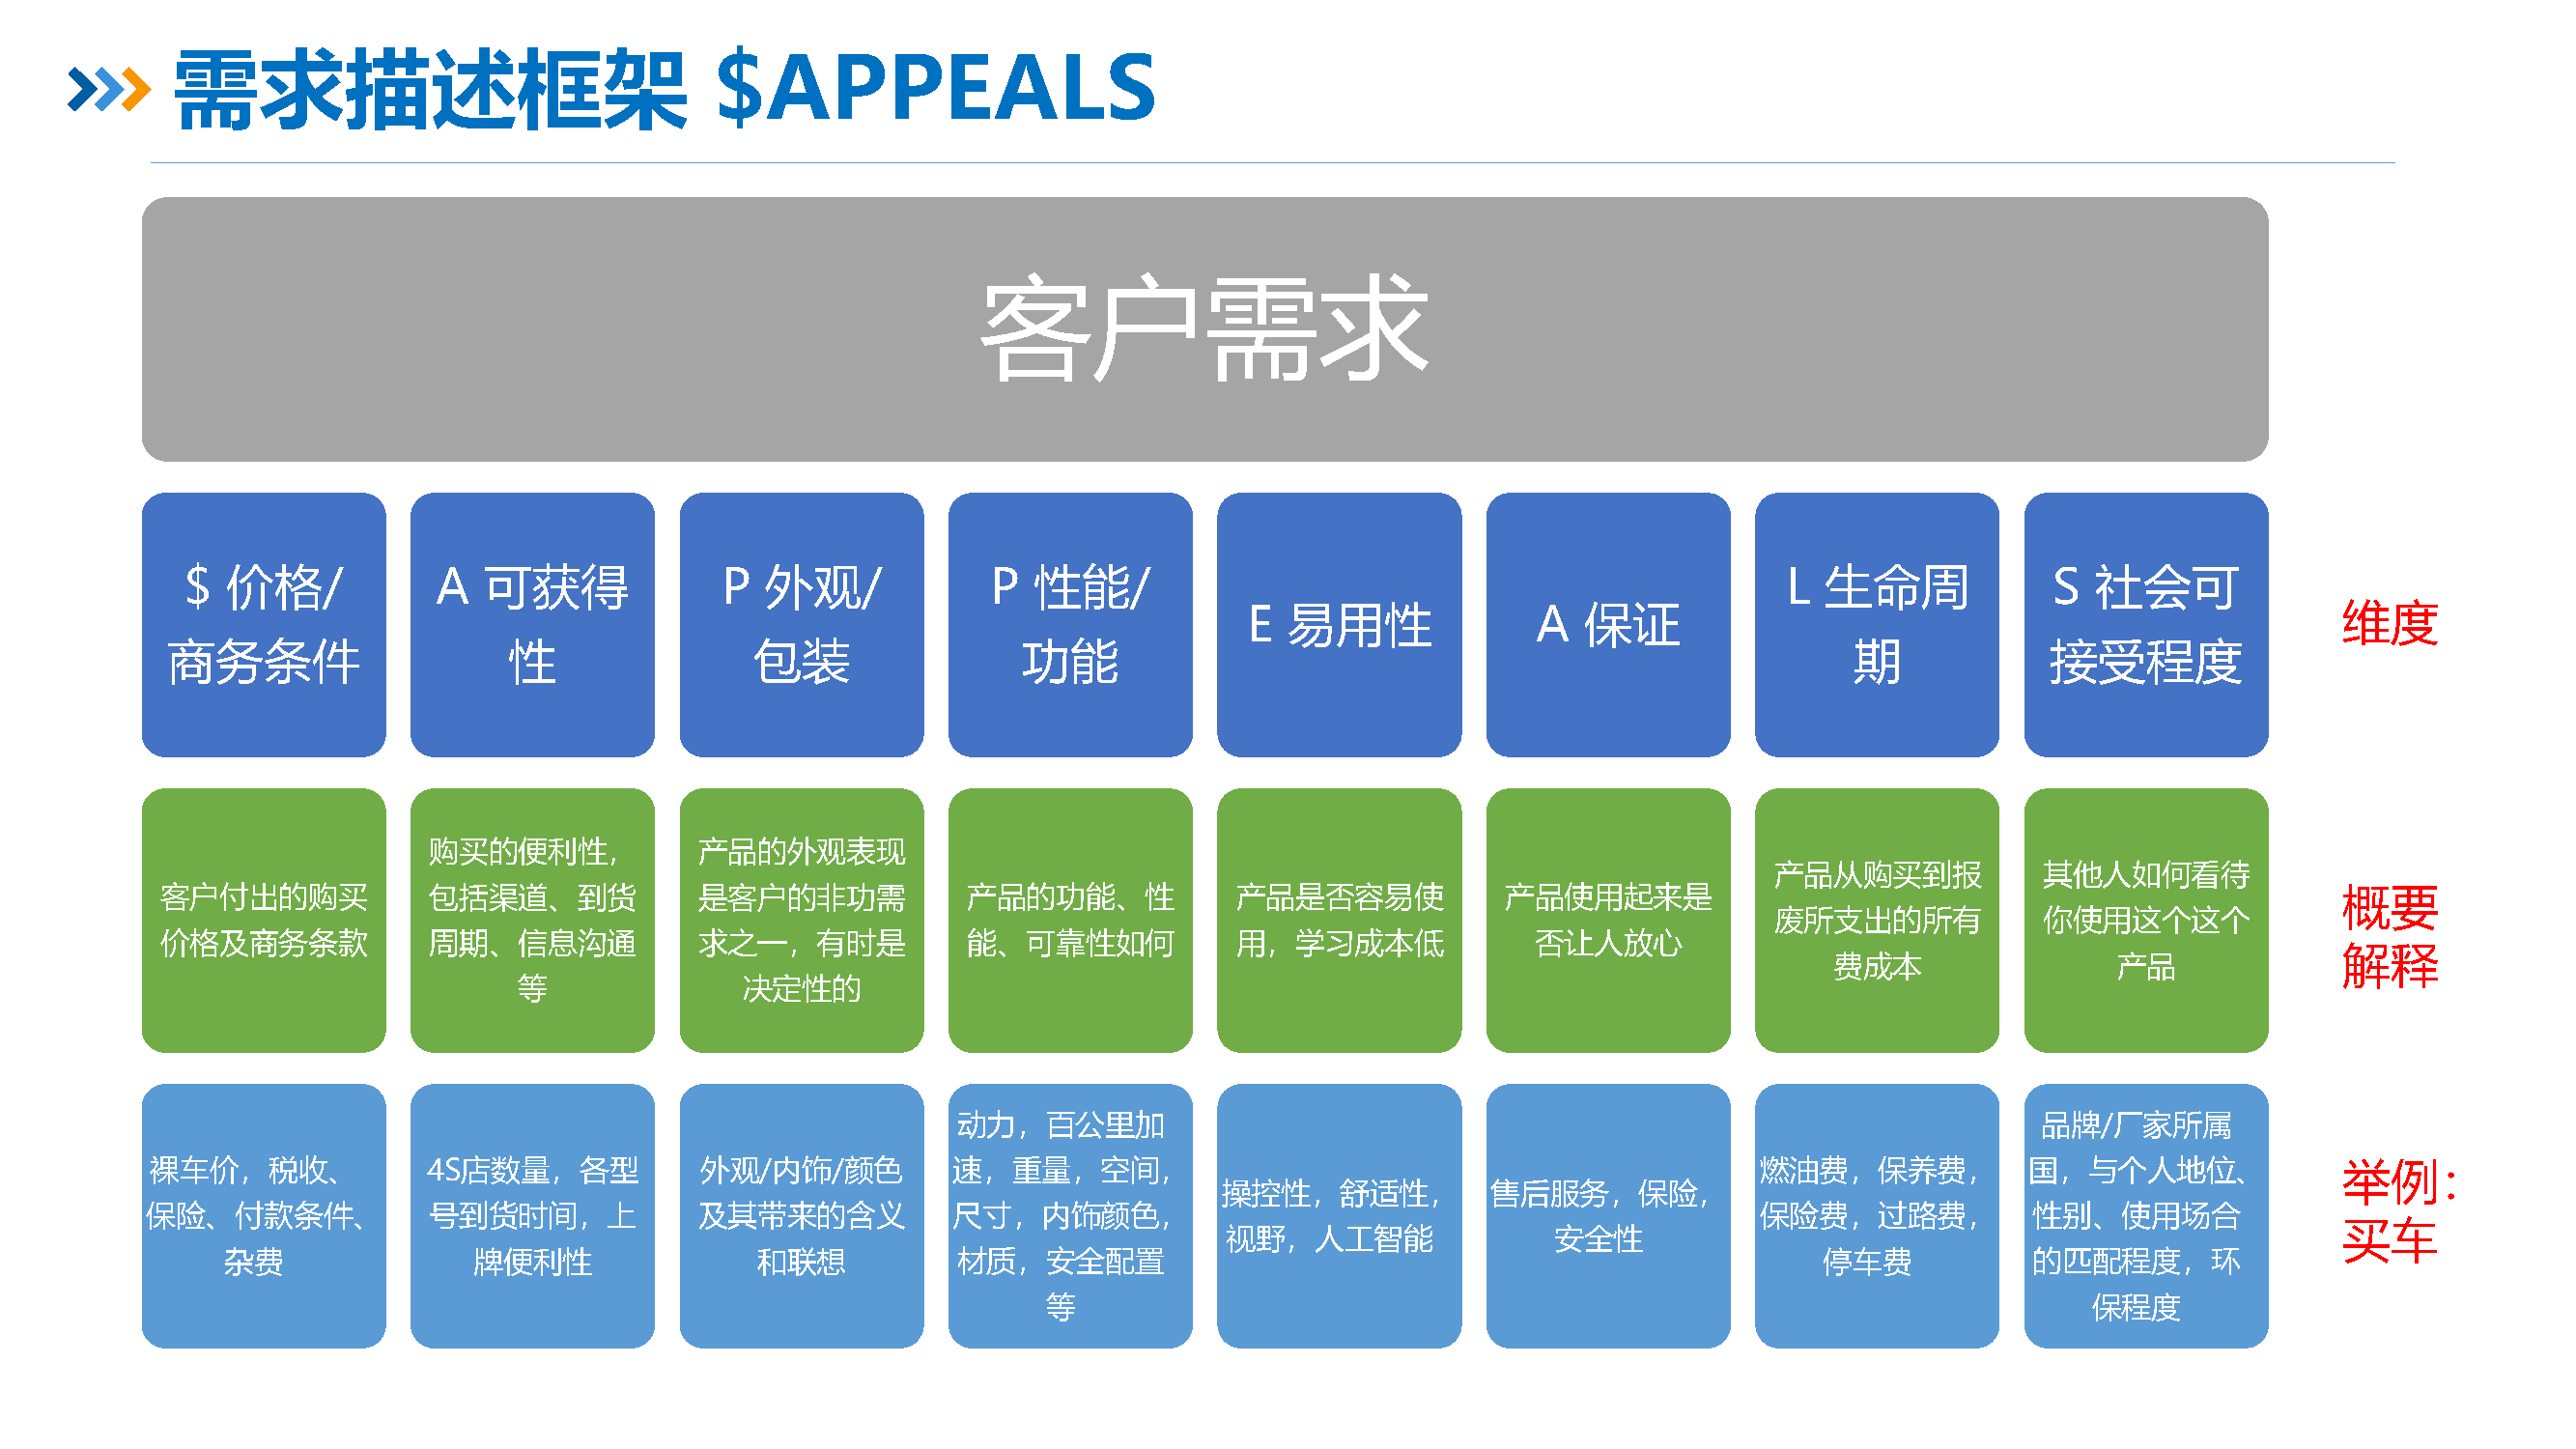 需求描述框架 $APPEALS
客户需求
$ 价格/
商务条件
A 可获得
性
P 外观/
包装
P 性能/
功能
E 易用性
A 保证
L 生命周
期
S 社会可
接受程度
维度
客户付出的购买
价格及商务条款
购买的便利性，
包括渠道、到货
周期、信息沟通
等
产品的外观表现
是客户的非功需
求之一，有时是
决定性的
产品的功能、性
能、可靠性如何
产品是否容易使
用，学习成本低
产品使用起来是
否让人放心
产品从购买到报
废所支出的所有
费成本
其他人如何看待
你使用这个这个
产品
概要
解释
裸车价，税收、
保险、付款条件、
杂费
4S店数量，各型
号到货时间，上
牌便利性
外观/内饰/颜色
及其带来的含义
和联想
动力，百公里加
速，重量，空间，
尺寸，内饰颜色，
材质，安全配置
等
操控性，舒适性，
视野，人工智能
售后服务，保险，
安全性
燃油费，保养费，
保险费，过路费，
停车费
品牌/厂家所属
国，与个人地位、
性别、使用场合
的匹配程度，环
保程度
举例：
买车